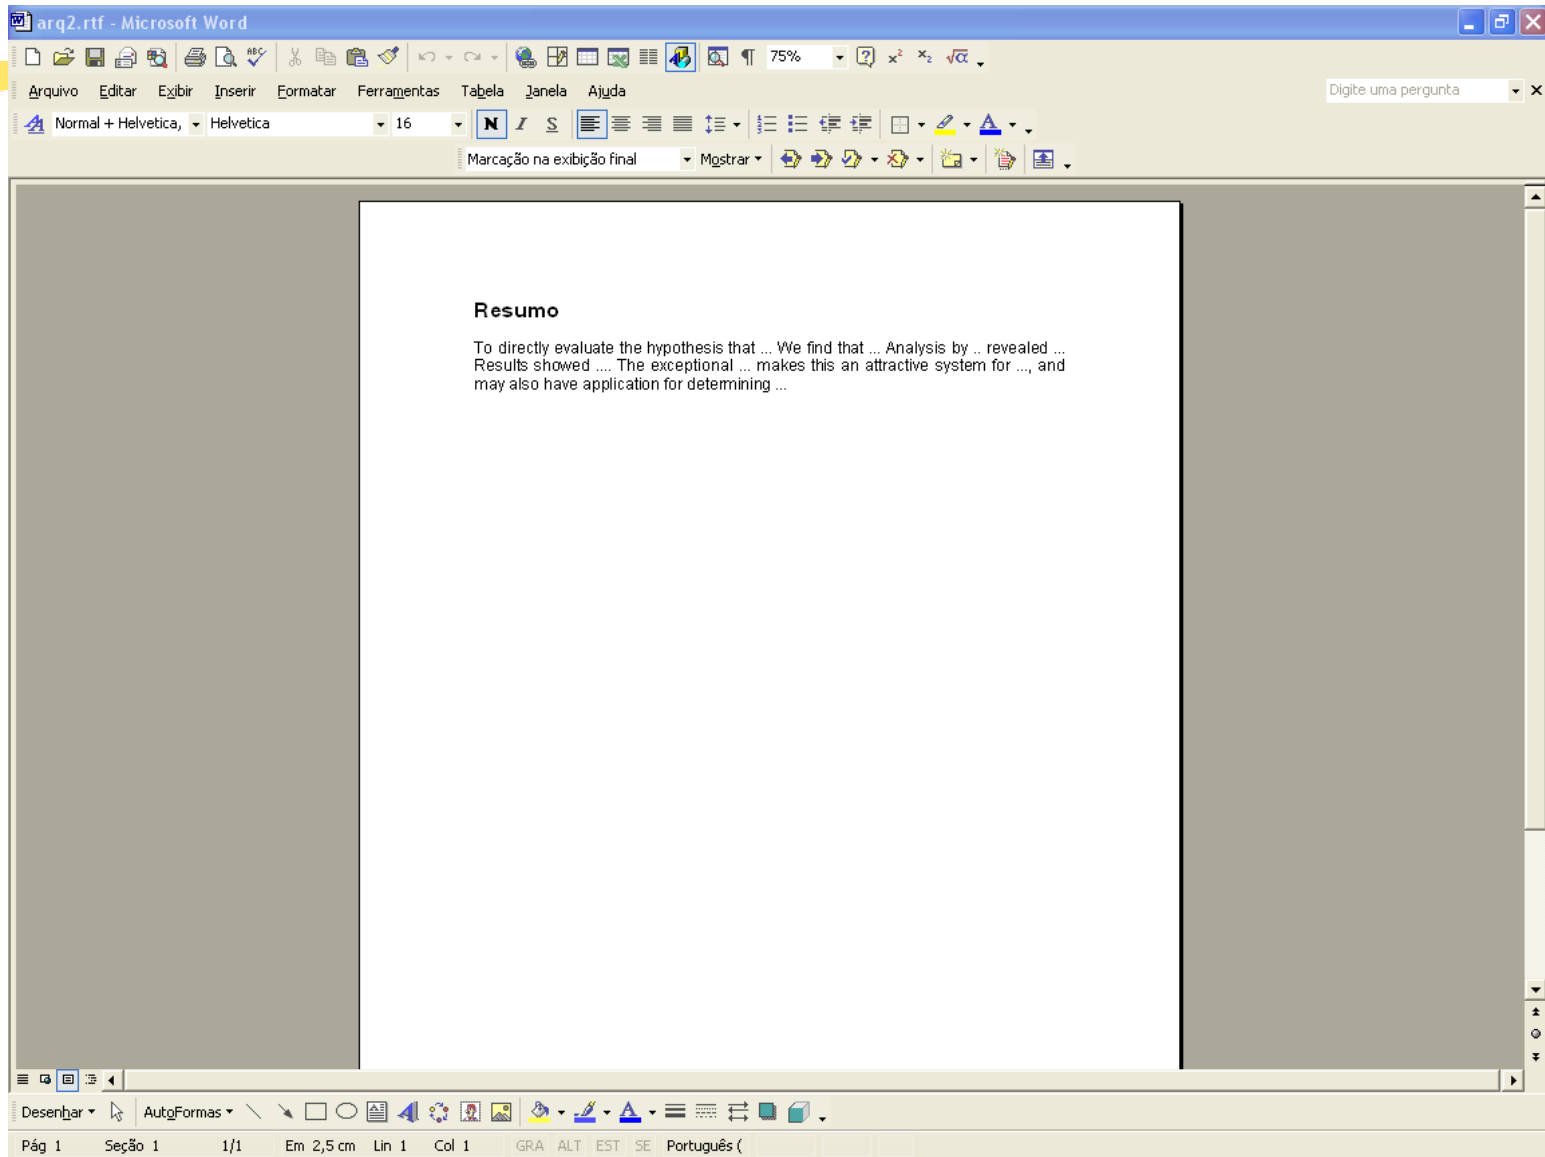 arq2.rtf - Microsoft Word
75%
Arquivo Editar Exibir Inserir Formatar Ferramentas Tabela Janela Ajuda Digite uma pergunta
Normal + Helvetica, Helvetica 16 N I S
Marcação na exibição final Mostrar
Resumo
To directly evaluate the hypothesis that ... We find that ... Analysis by .. revealed ...
Results showed .... The exceptional ... makes this an attractive system for ..., and
may also have application for determining ...
Desenhar AutoFormas
Pág 1 Seção 1 1/1 Em 2,5 cm Lin 1 Col 1 GRA ALT EST SE Português (